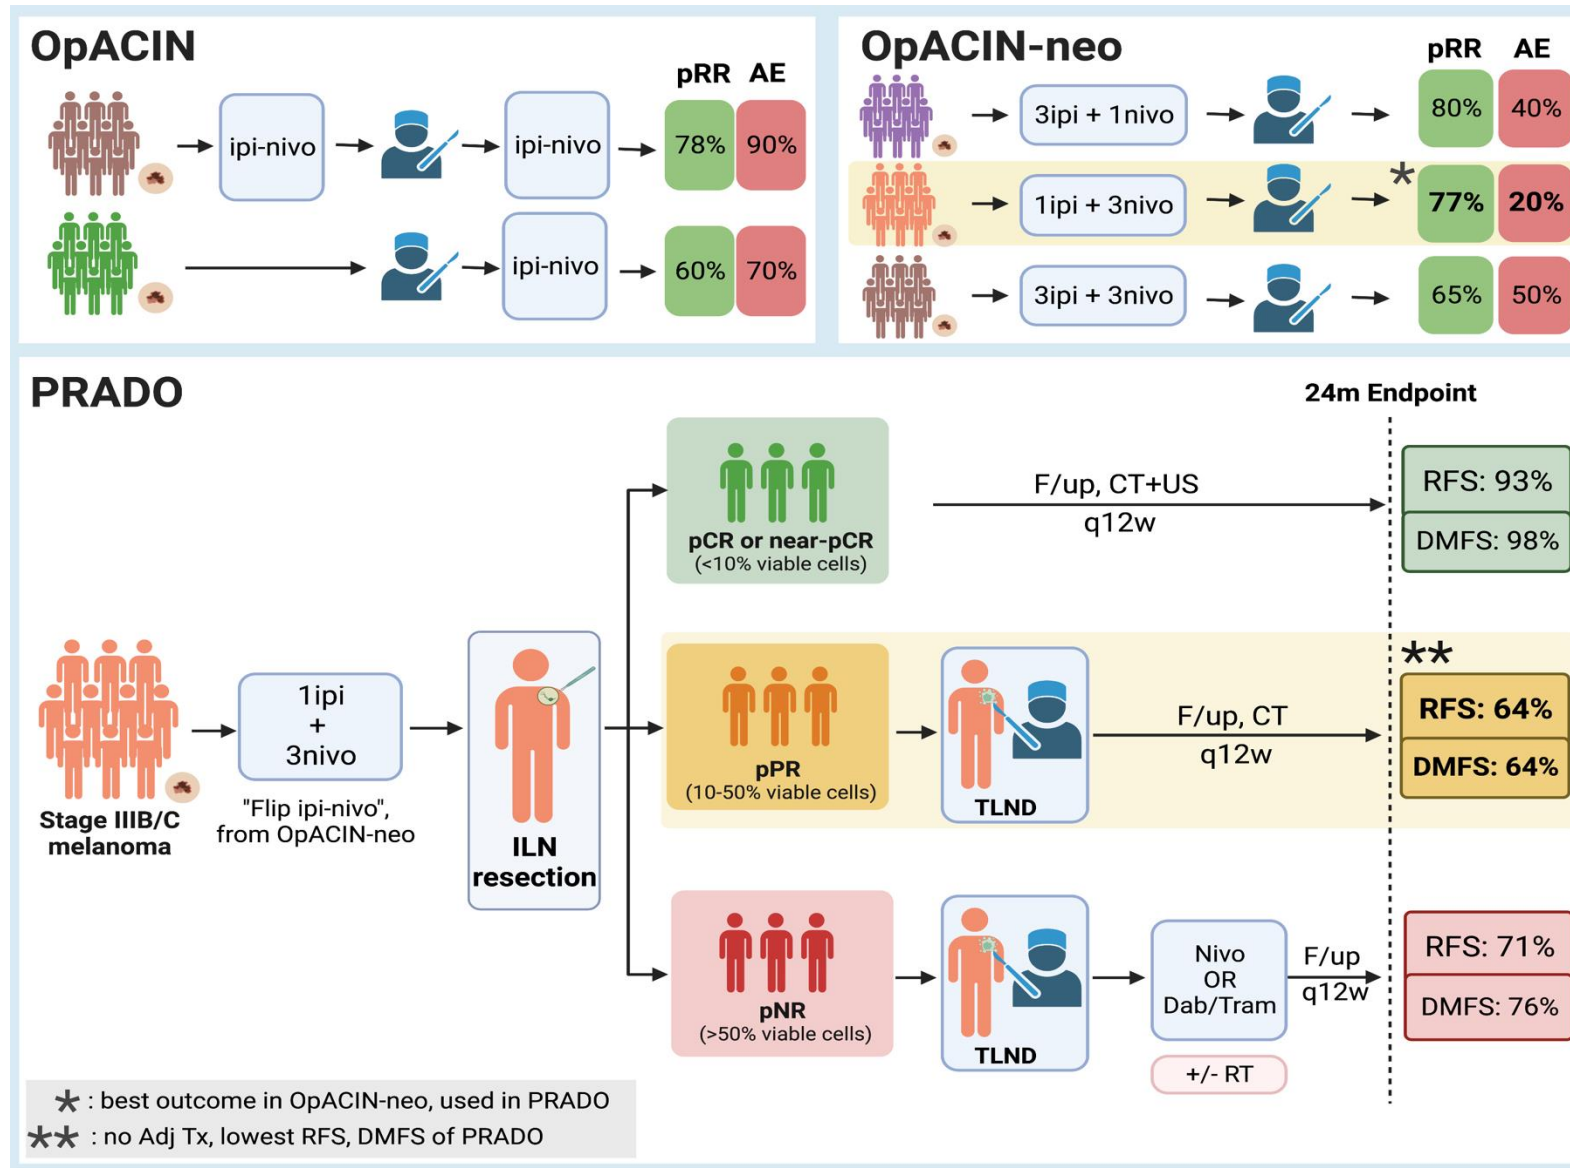 OpACIN
pRR AE
ipi-nivo
ipi-nivo
78%
90%
ipi-nivo
60%
70%
OpACIN-neo
pRR AE
3ipi + 1nivo
80%
40%
1ipi + 3nivo
*
77%
20%
3ipi + 3nivo
65%
50%
PRADO
24m Endpoint
Stage IIIB/C
melanoma
1ipi
+
3nivo
"Flip ipi-nivo",
from OpACIN-neo
ILN
resection
pCR or near-pCR
(<10% viable cells)
F/up, CT+US
q12w
RFS: 93%
DMFS: 98%
pPR
(10-50% viable cells)
TLND
F/up, CT
q12w
**
RFS: 64%
DMFS: 64%
pNR
(>50% viable cells)
TLND
Nivo
OR
Dab/Tram
+/- RT
F/up
q12w
RFS: 71%
DMFS: 76%
* : best outcome in OpACIN-neo, used in PRADO
** : no Adj Tx, lowest RFS, DMFS of PRADO